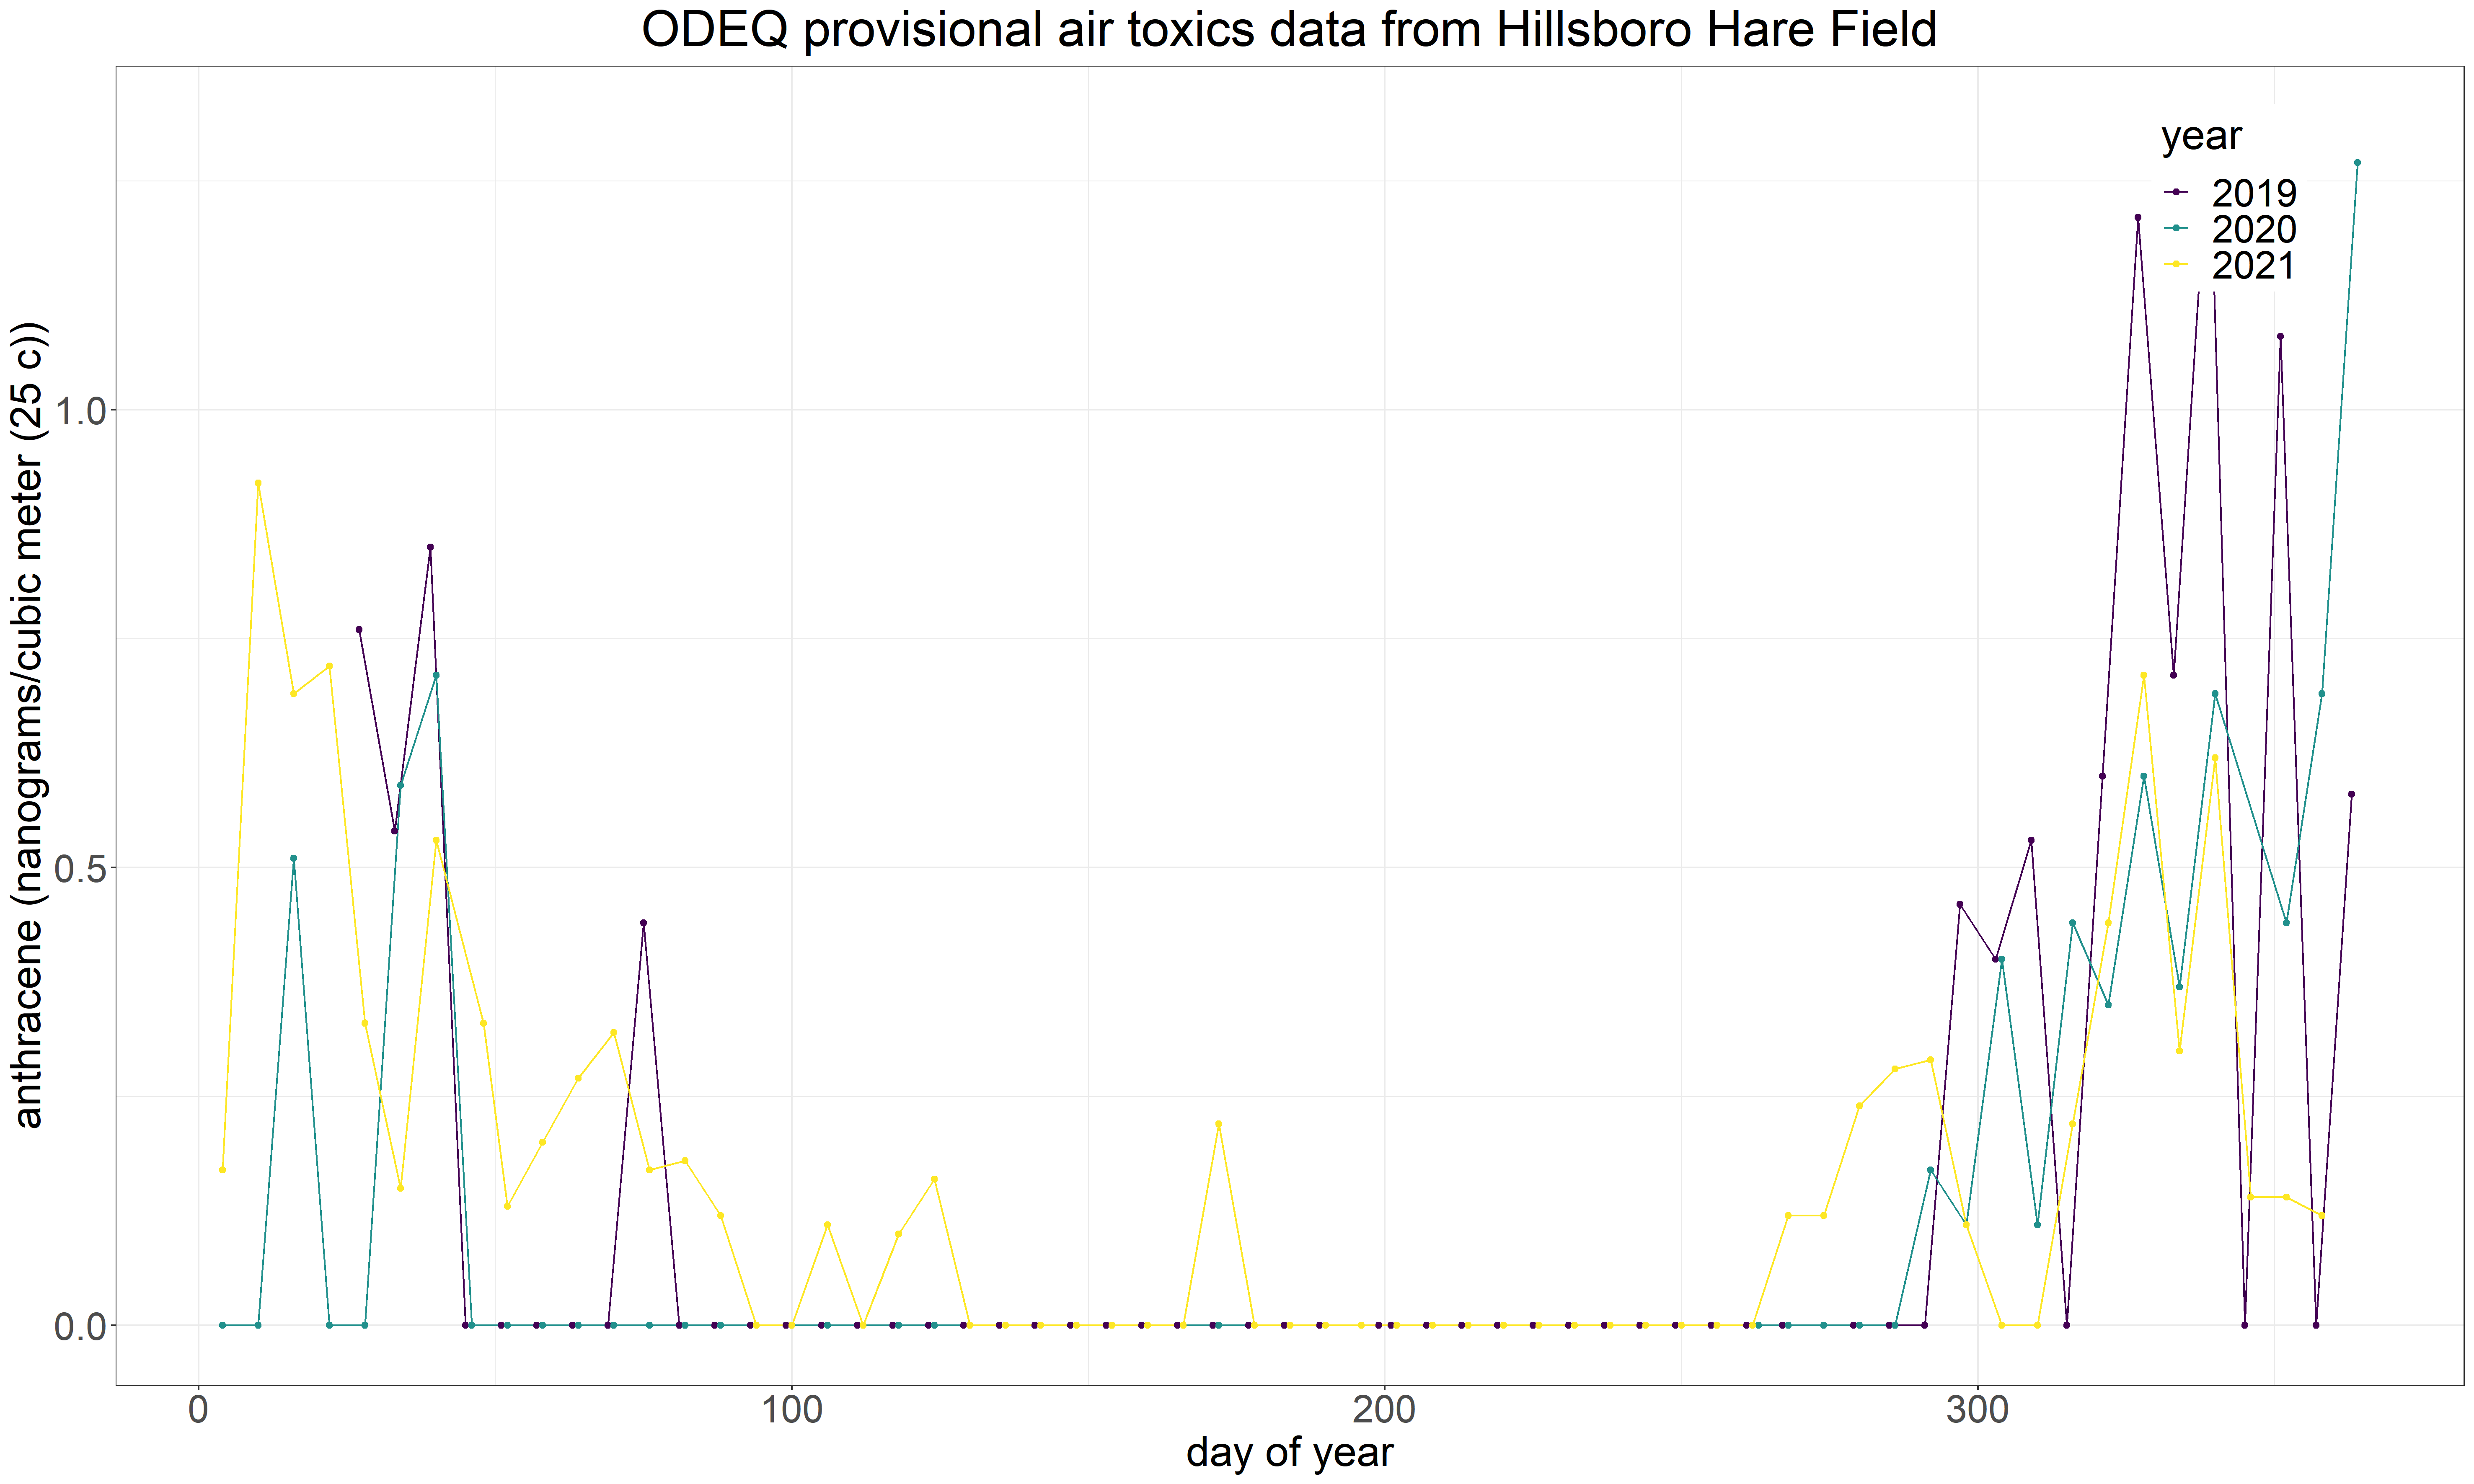 ODEQ provisional air toxics data from Hillsboro Hare Field
anthracene (nanograms/cubic meter (25 c))
1.0
0.5
0.0
year
2019
2020
2021
0 100 200 300
day of year